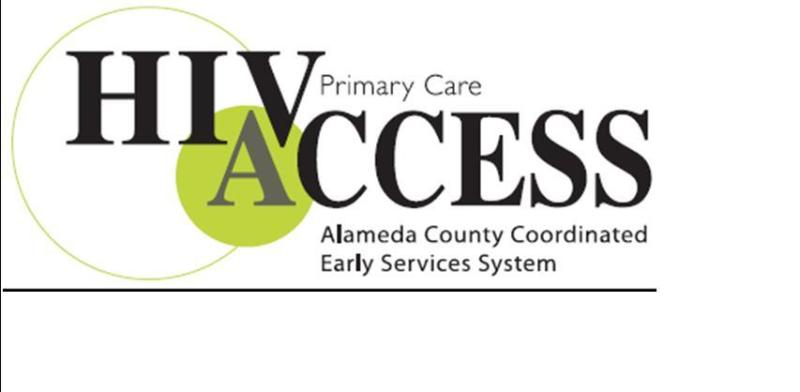 HIV
Primary Care
ACCESS
Alameda County Coordinated
Early Services System